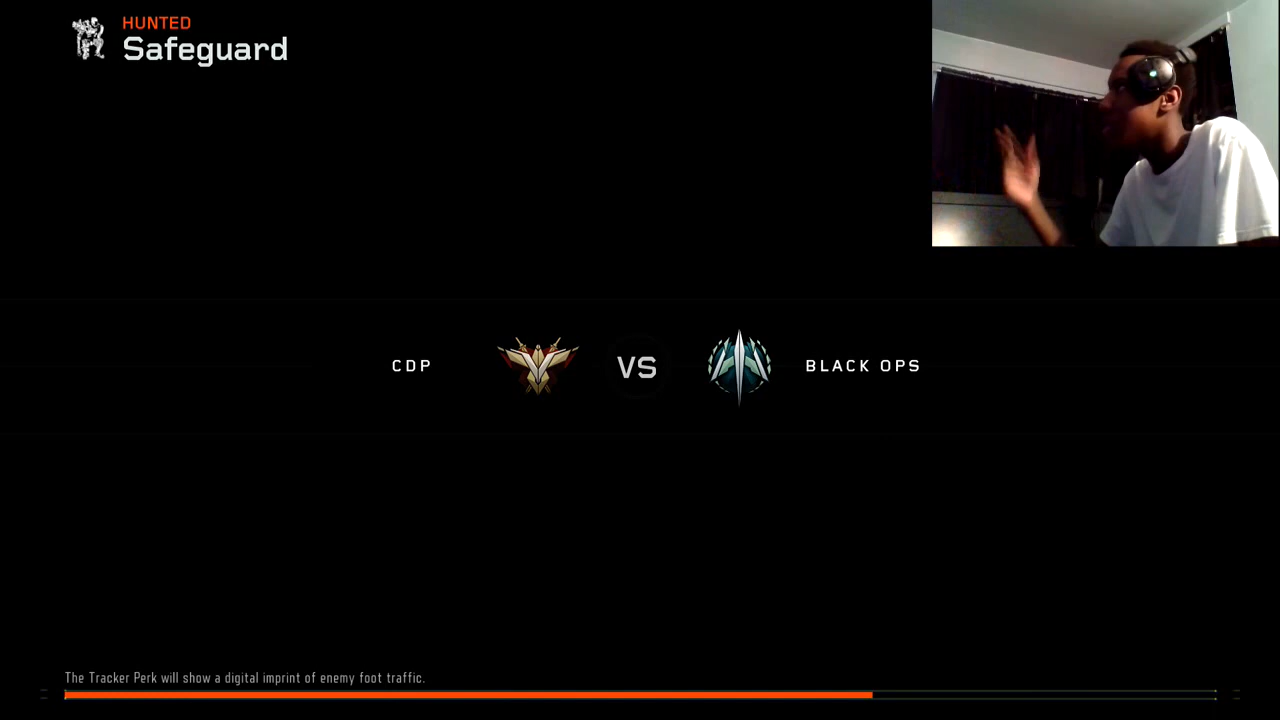 HUNTED
Safeguard
CDP
VS
BLACK OPS
The Tracker Perk will show a digital imprint of enemy foot traffic.